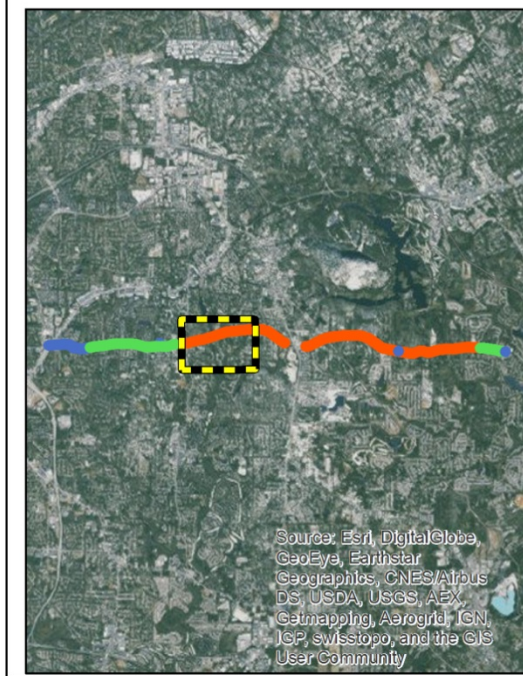 Source: Esri, DigitalGlobe,
GeoEye, Earthstar
Geographics, CNES/Airbus
DS, USDA, USGS, AEX,
Getmapping, Aerogrid, IGN,
IGP, swisstopo, and the GIS
User Community